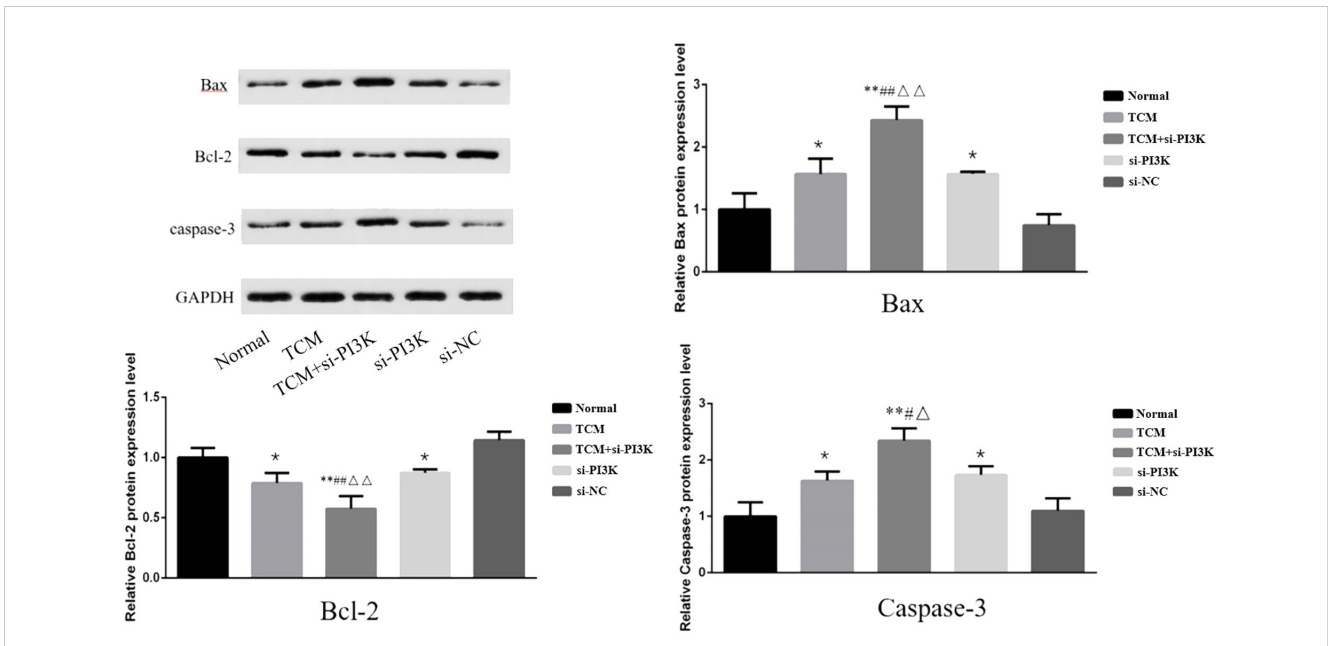 Bax
Bcl-2
caspase-3
GAPDH
Normal
TCM
TCM+si-PI3K
si-PI3K
si-NC
Relative Bax protein expression level
3
2
1
0
*
**##△△
*
Bax
Normal
TCM
TCM+si-PI3K
si-PI3K
si-NC
Relative Bcl-2 protein expression level
1.5
1.0
0.5
0.0
*
**##△△
*
Bcl-2
Normal
TCM
TCM+si-PI3K
si-PI3K
si-NC
Relative Caspase-3 protein expression level
3
2
1
0
*
**#△
*
Caspase-3
Normal
TCM
TCM+si-PI3K
si-PI3K
si-NC